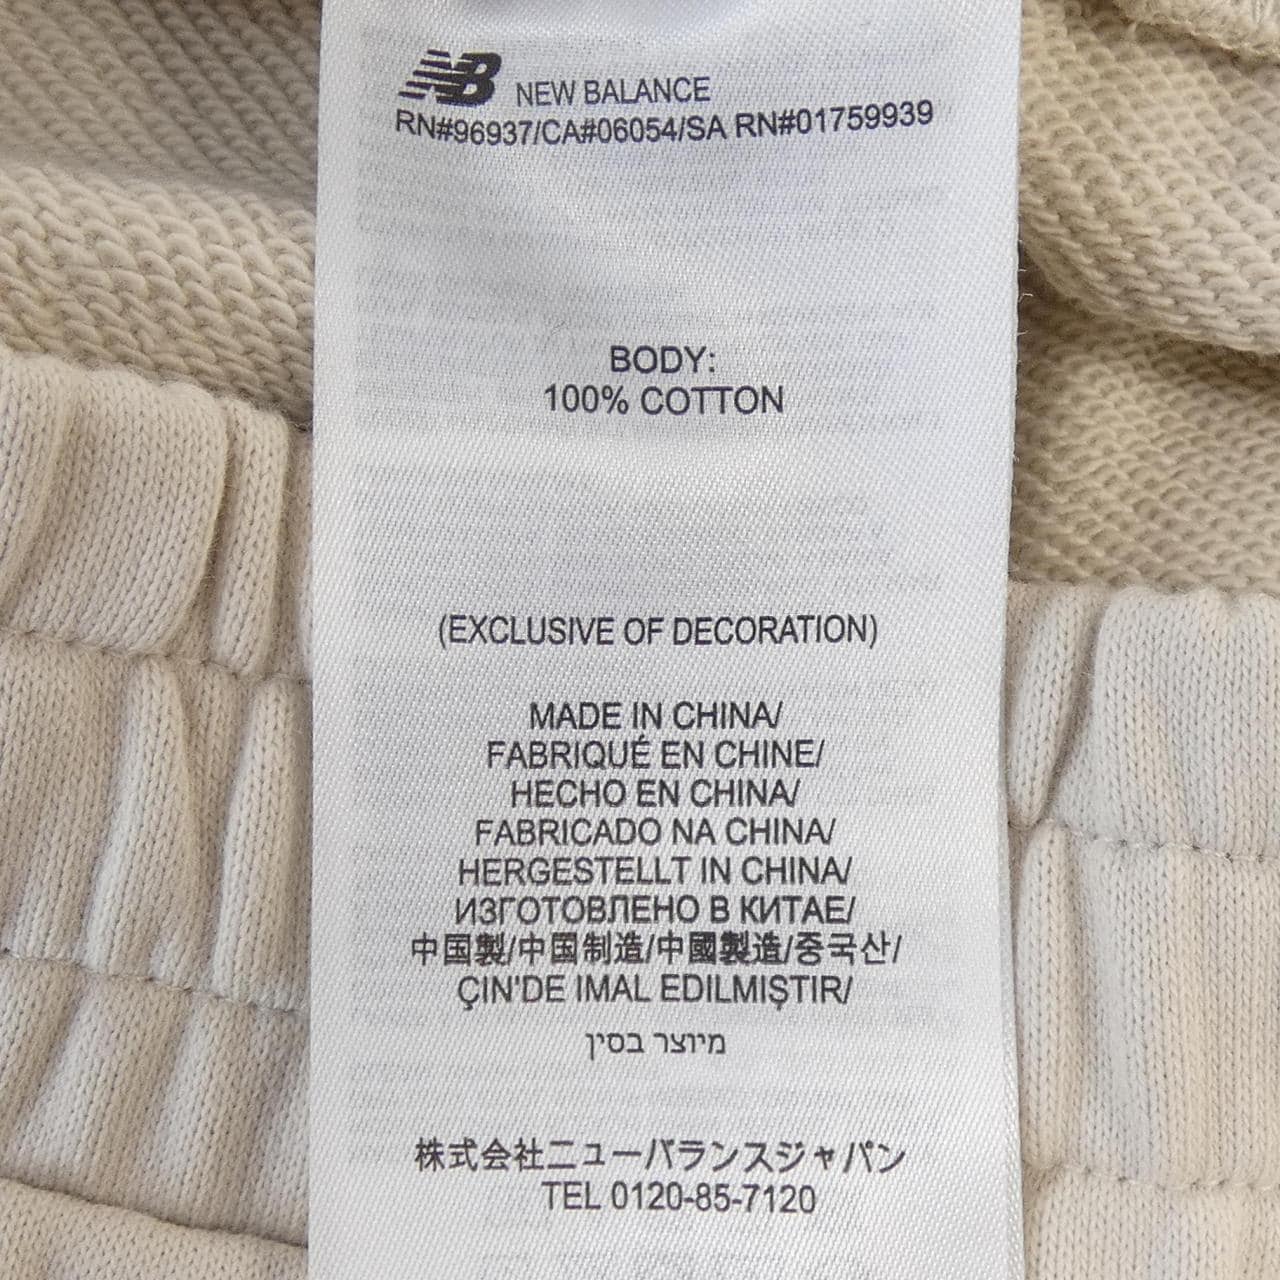 NB NEW BALANCE
RN#96937/CA#06054/SA RN#01759939
BODY:
100% COTTON
(EXCLUSIVE OF DECORATION)
MADE IN CHINA/
FABRIQUÉ EN CHINE/
HECHO EN CHINA/
FABRICADO NA CHINA/
HERGESTELLT IN CHINA/
ИЗГОТОВЛЕНО В КИТАЕ/
中国製/中国制造/中國製造/중국산/
ÇIN'DE IMAL EDILMIŞTIR/
מיוצר בסין
株式会社ニューバランスジャパン
TEL 0120-85-7120